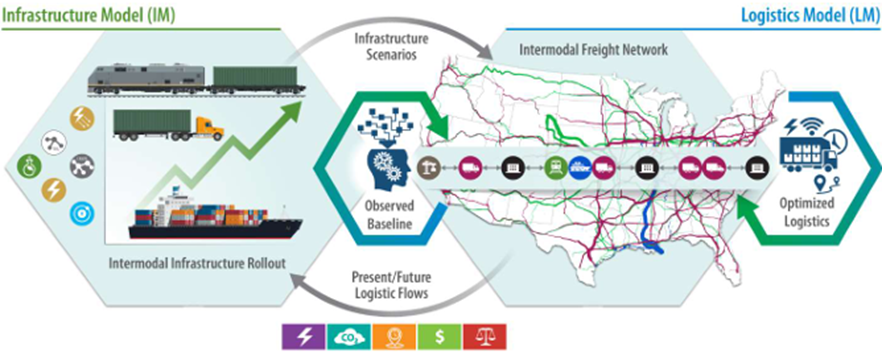 Infrastructure Model (IM)
Logistics Model (LM)
Infrastructure
Scenarios
Intermodal Freight Network
Observed
Baseline
Optimized
Logistics
Intermodal Infrastructure Rollout
Present/Future
Logistic Flows
CO₂
$